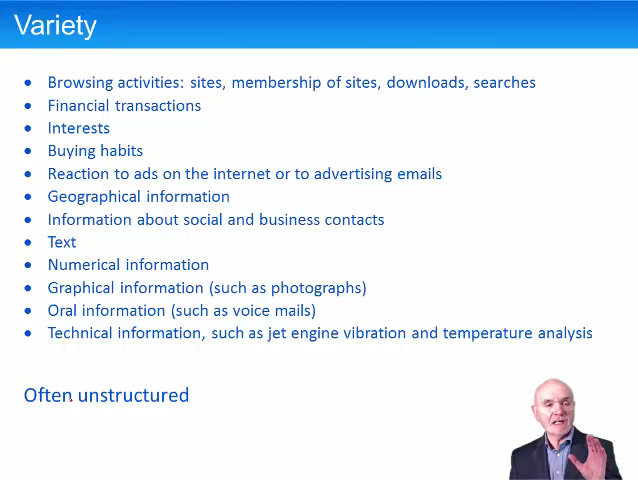 Variety
• Browsing activities: sites, membership of sites, downloads, searches
• Financial transactions
• Interests
• Buying habits
• Reaction to ads on the internet or to advertising emails
• Geographical information
• Information about social and business contacts
• Text
• Numerical information
• Graphical information (such as photographs)
• Oral information (such as voice mails)
• Technical information, such as jet engine vibration and temperature analysis
Often unstructured